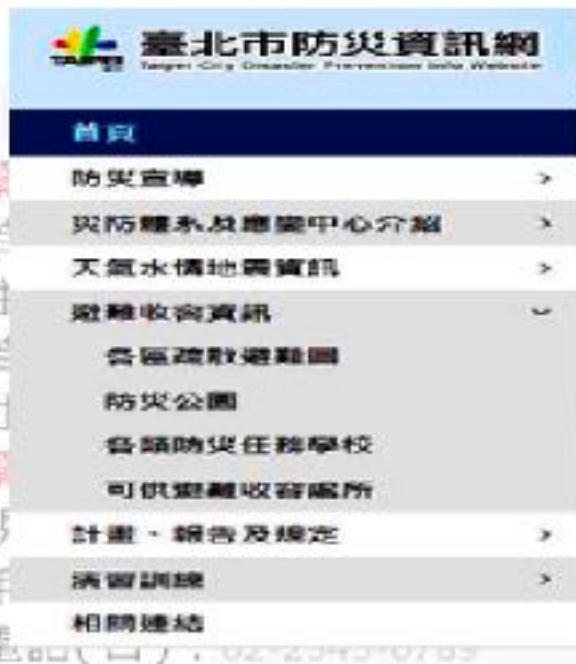 臺北市防災資訊網
TAIPEI
Taipei City Disaster Prevention Info Website
首頁
防災宣導
災防體系及應變中心介紹
天氣水情地震資訊
避難收容資訊
各區疏散避難圖
防災公園
各類防災任務學校
可供避難收容處所
計畫、報告及規定
演習訓練
相關連結